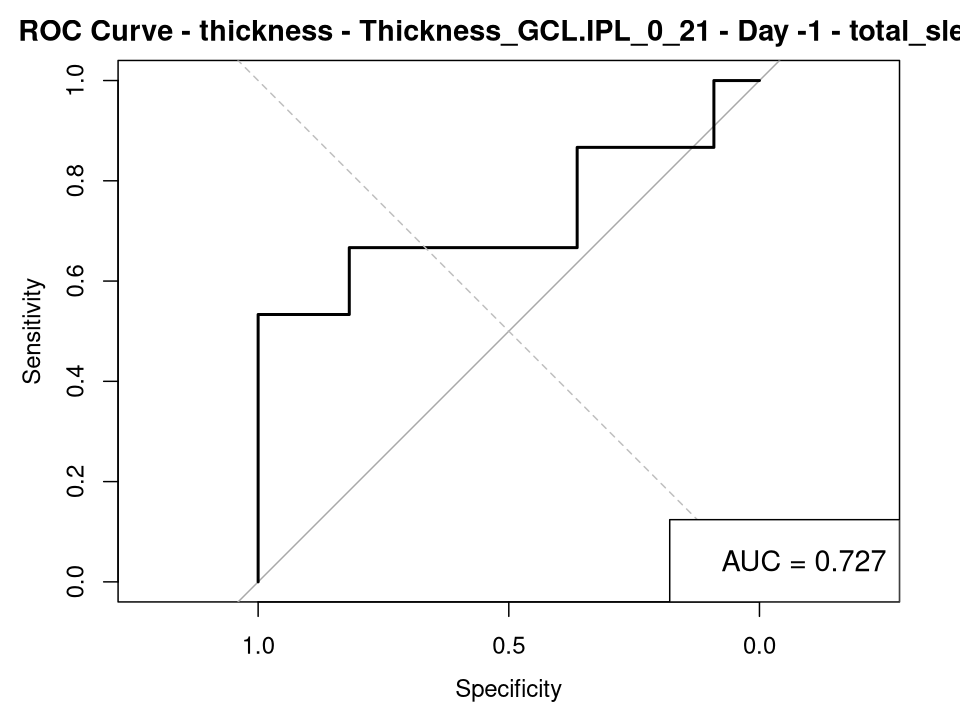 ROC Curve - thickness - Thickness_GCL.IPL_0_21 - Day -1 - total_sle
1.0
0.8
0.6
0.4
0.2
0.0
Sensitivity
AUC = 0.727
1.0 0.5 0.0
Specificity